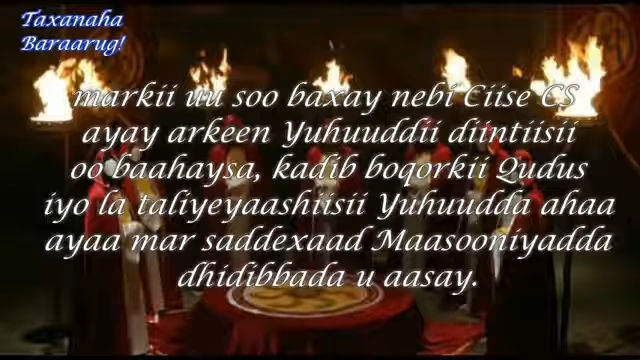 Taxanaha
Baraarug!
markii uu soo baxay nebi Ciise CS
ayay arkeen Yuhuuddii diintiisii
oo baahaysa, kadib boqorkii Qudus
iyo la taliyeyaashiisii Yuhuudda ahaa
ayaa mar saddexaad Maasooniyadda
dhidibbada u aasay.